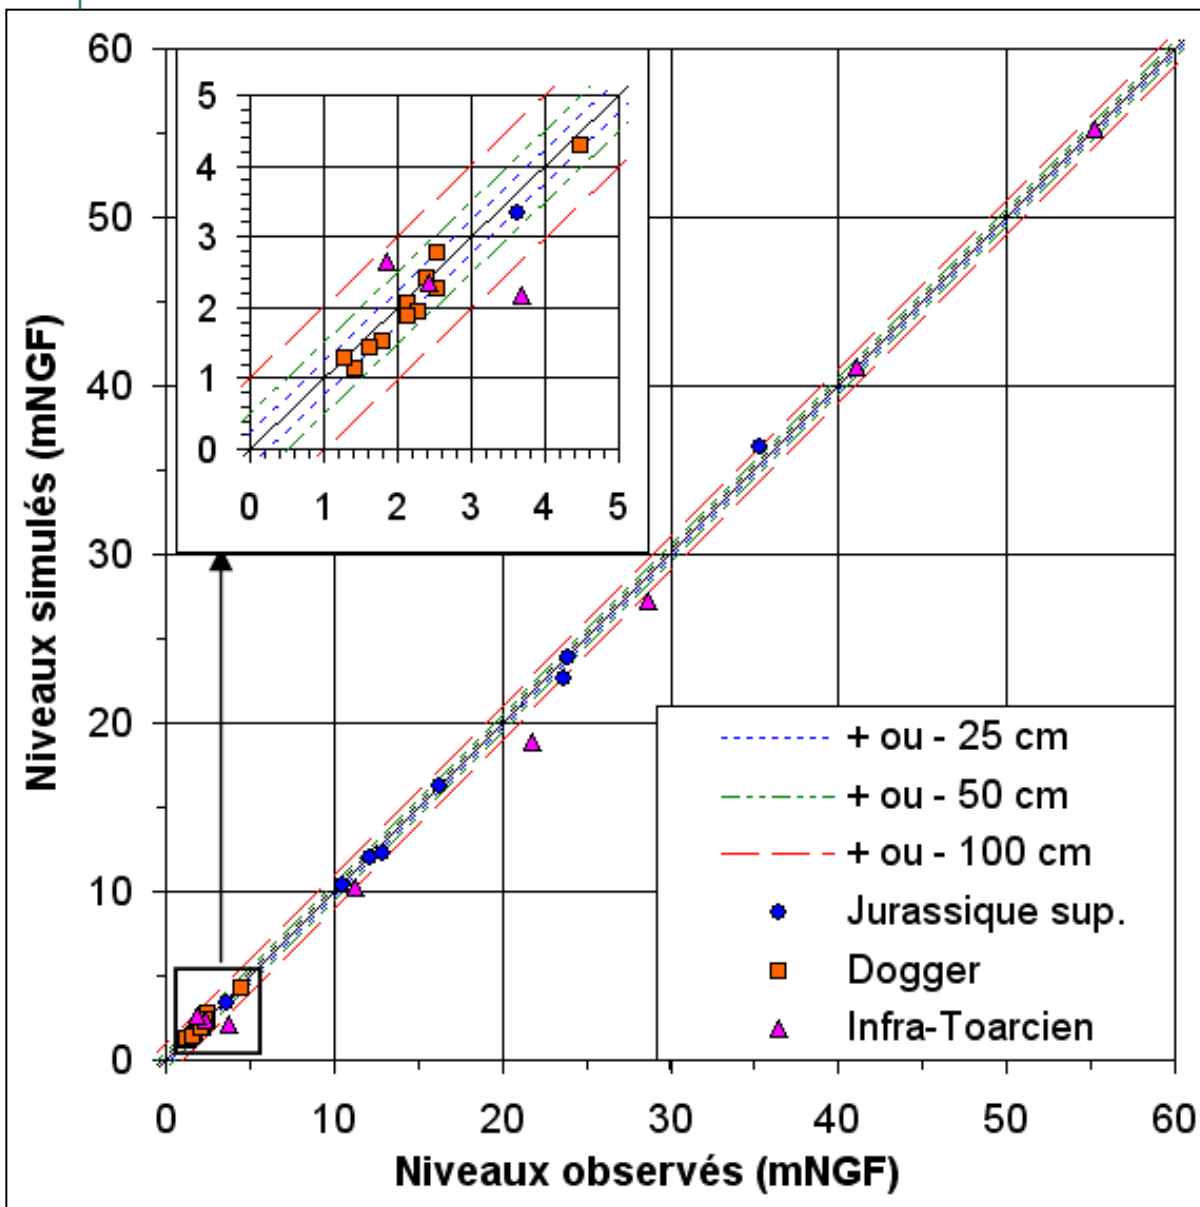 Niveaux simulés (mNGF)
60
50
40
30
20
10
0
5
4
3
2
1
0
0 1 2 3 4 5
+ ou - 25 cm
+ ou - 50 cm
+ ou - 100 cm
Jurassique sup.
Dogger
Infra-Toarcien
0 10 20 30 40 50 60
Niveaux observés (mNGF)